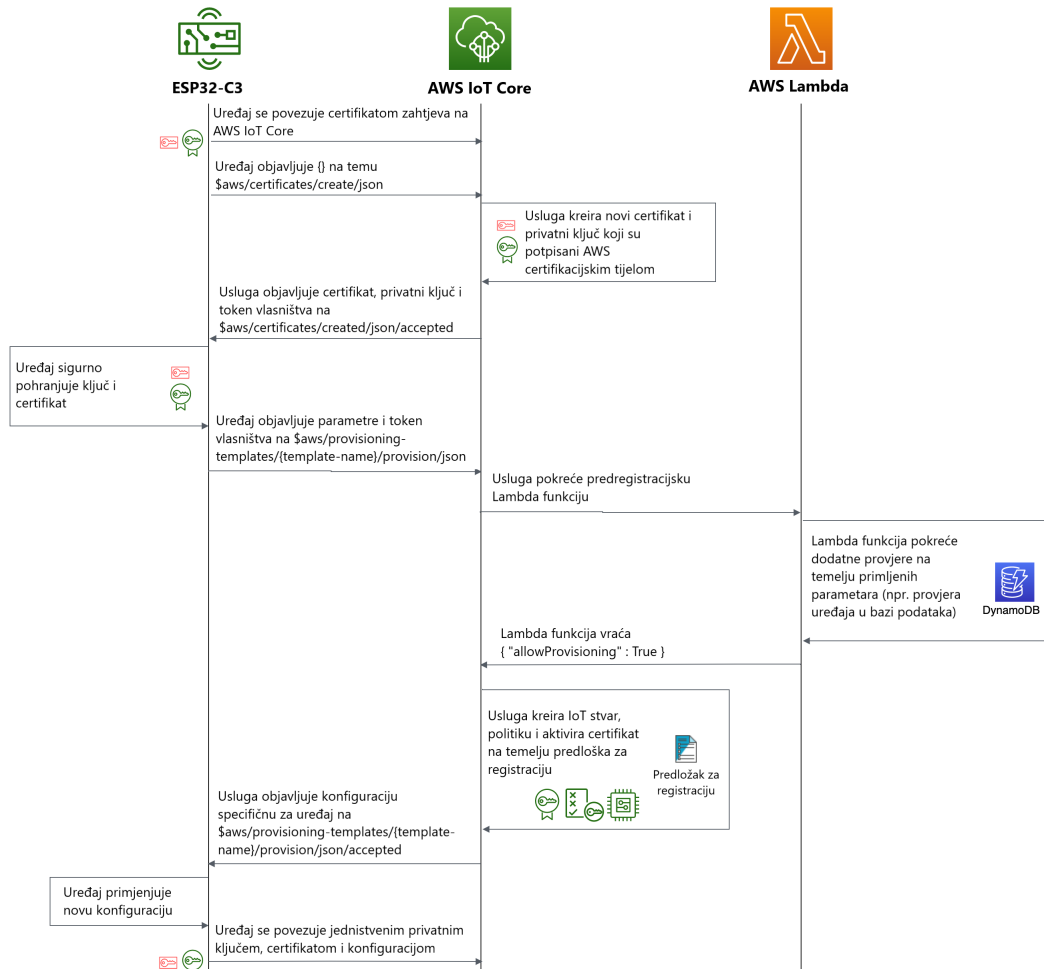 ESP32-C3
AWS IoT Core
AWS Lambda
Uređaj se povezuje certifikatom zahtjeva na
AWS IoT Core
Uređaj objavljuje {} na temu
$aws/certificates/create/json
Usluga kreira novi certifikat i
privatni ključ koji su
potpisani AWS
certifikacijskim tijelom
Usluga objavljuje certifikat, privatni ključ i
token vlasništva na
$aws/certificates/created/json/accepted
Uređaj sigurno
pohranjuje ključ i
certifikat
Uređaj objavljuje parametre i token
vlasništva na $aws/provisioning-
templates/{template-name}/provision/json
Usluga pokreće predregistracijsku
Lambda funkciju
Lambda funkcija pokreće
dodatne provjere na
temelju primljenih
parametara (npr. provjera
uređaja u bazi podataka)
DynamoDB
Lambda funkcija vraća
{ "allowProvisioning" : True }
Usluga kreira IoT stvar,
politiku i aktivira certifikat
na temelju predloška za
registraciju
Predložak za
registraciju
Usluga objavljuje konfiguraciju
specifičnu za uređaj na
$aws/provisioning-templates/{template-
name}/provision/json/accepted
Uređaj primjenjuje
novu konfiguraciju
Uređaj se povezuje jednistvenim privatnim
ključem, certifikatom i konfiguracijom